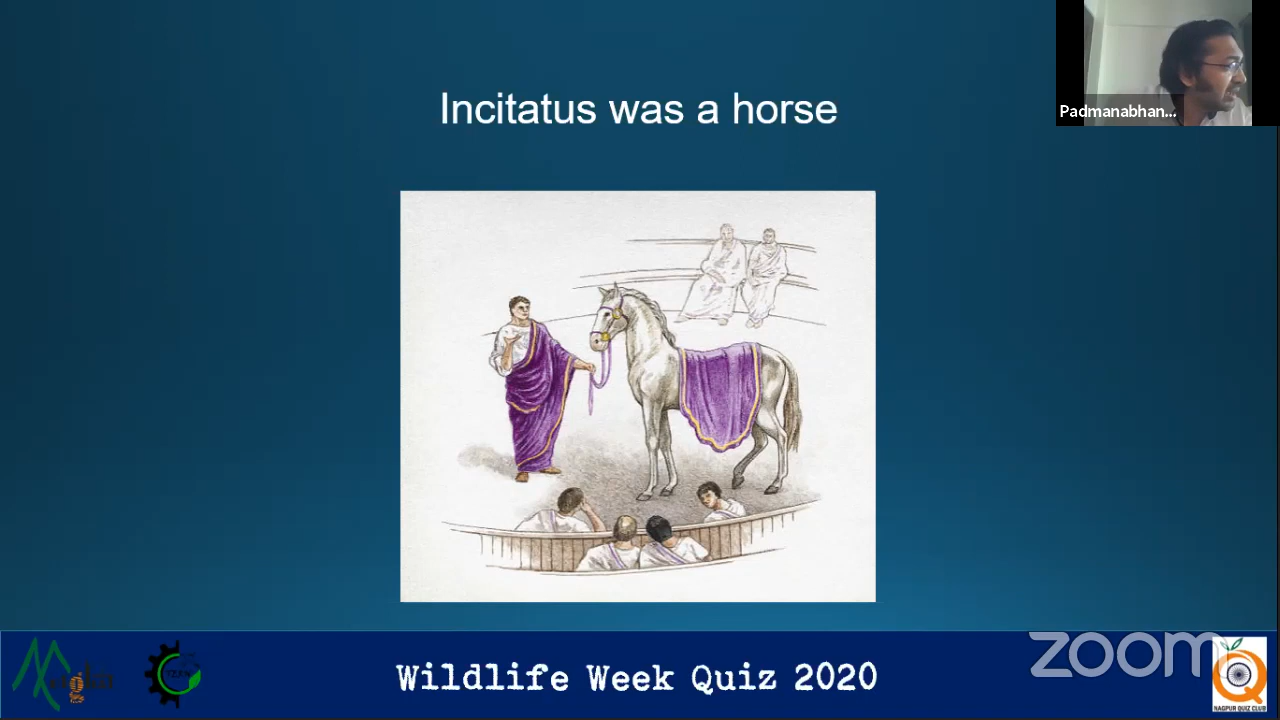 Incitatus was a horse
Padmanabhan...
Wildlife Week Quiz 2020
zoom
NAGPUR QUIZ CLUB